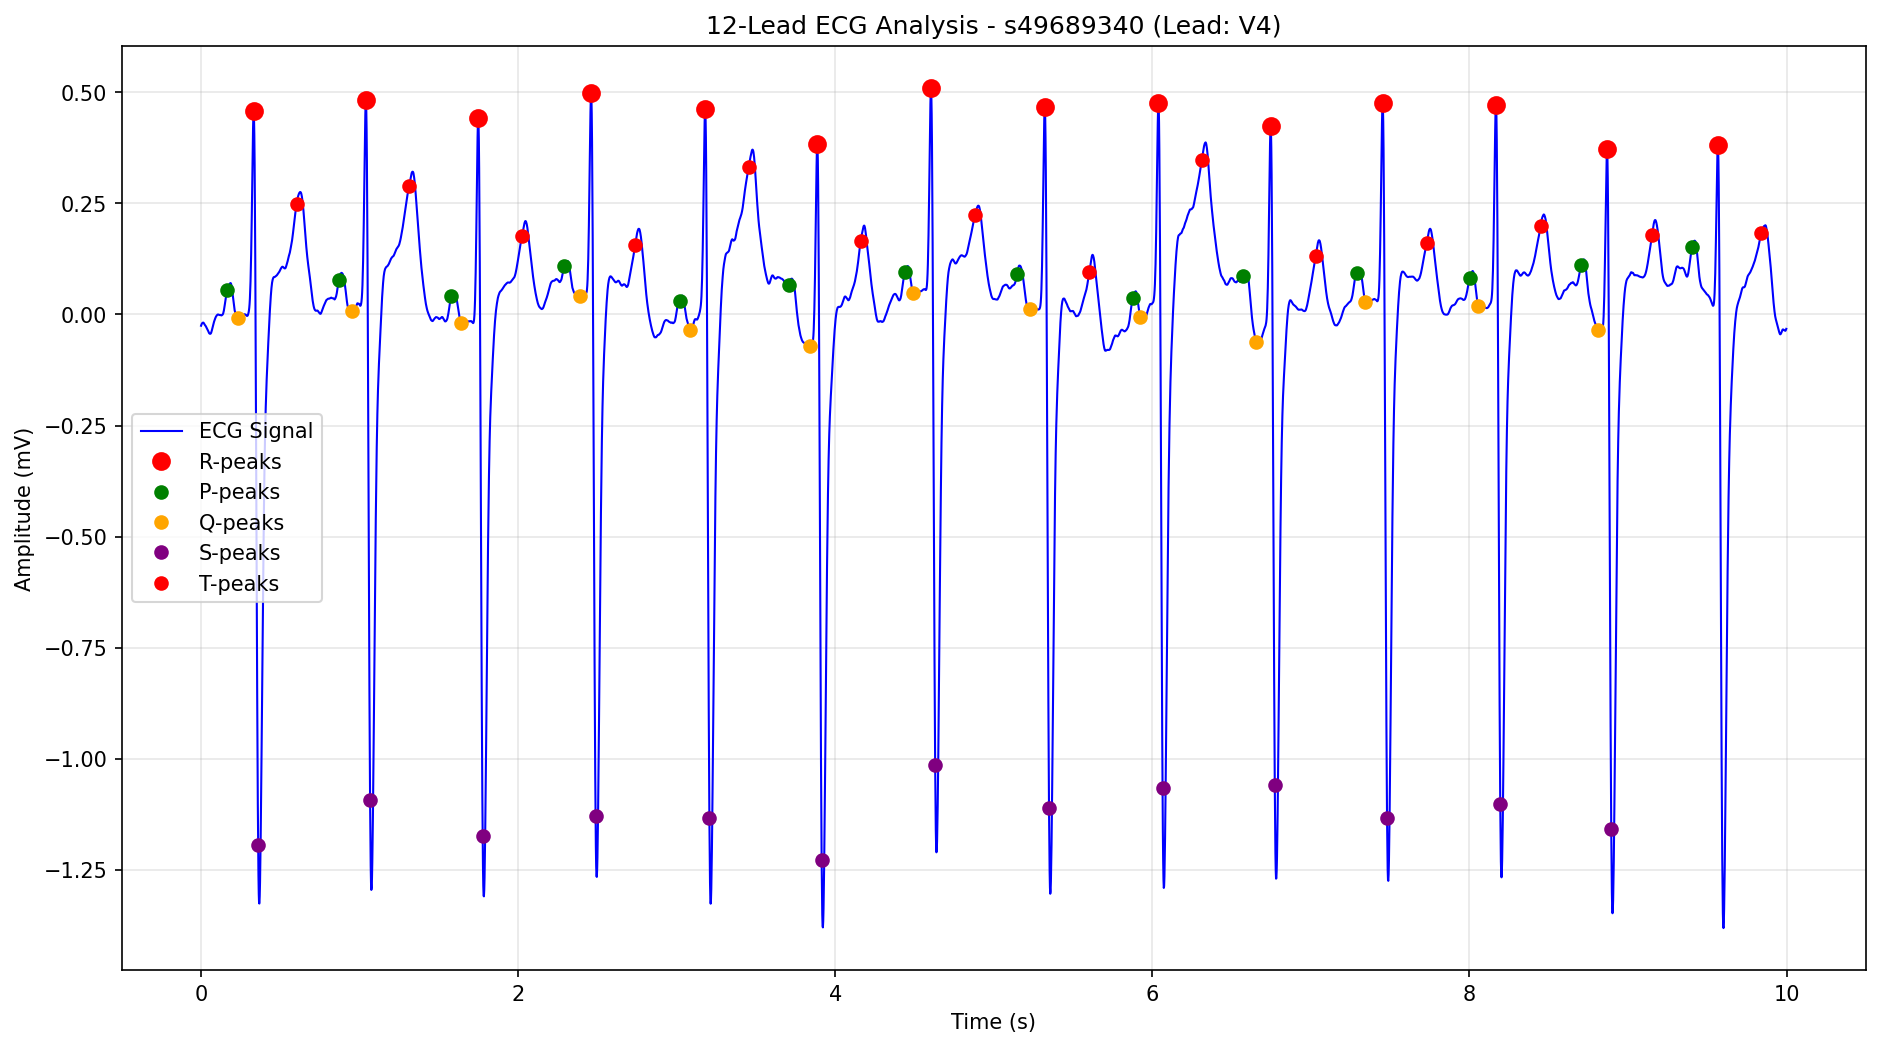 12-Lead ECG Analysis - s49689340 (Lead: V4)
Amplitude (mV)
0.50
0.25
0.00
−0.25
−0.50
−0.75
−1.00
−1.25
ECG Signal
R-peaks
P-peaks
Q-peaks
S-peaks
T-peaks
0 2 4 6 8 10
Time (s)